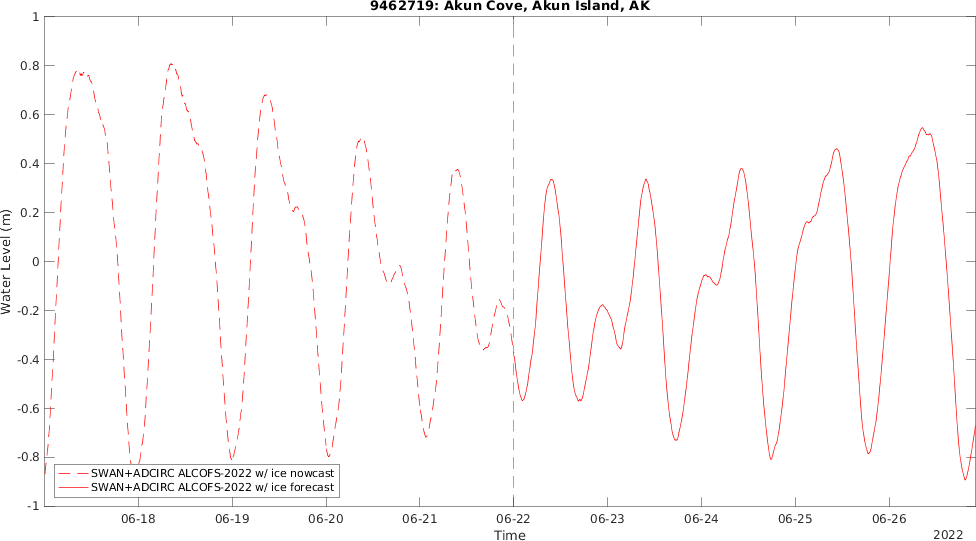 9462719: Akun Cove, Akun Island, AK
Water Level (m)
1
0.8
0.6
0.4
0.2
0
-0.2
-0.4
-0.6
-0.8
-1
SWAN+ADCIRC ALCOFS-2022 w/ ice nowcast
SWAN+ADCIRC ALCOFS-2022 w/ ice forecast
06-18 06-19 06-20 06-21 06-22 06-23 06-24 06-25 06-26
Time
2022